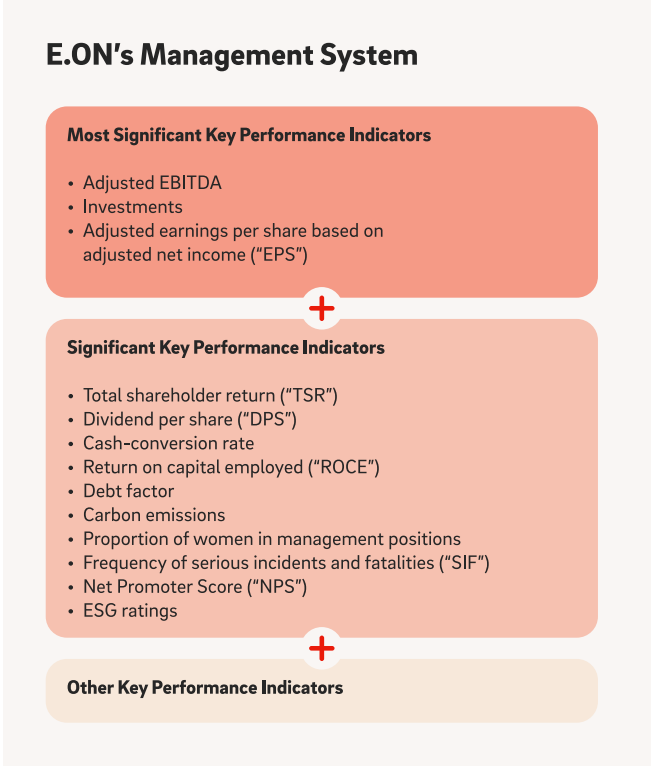 E.ON's Management System
Most Significant Key Performance Indicators
• Adjusted EBITDA
• Investments
• Adjusted earnings per share based on
adjusted net income (“EPS”)
Significant Key Performance Indicators
• Total shareholder return (“TSR”)
• Dividend per share (“DPS”)
• Cash-conversion rate
• Return on capital employed (“ROCE”)
• Debt factor
• Carbon emissions
• Proportion of women in management positions
• Frequency of serious incidents and fatalities (“SIF”)
• Net Promoter Score (“NPS”)
• ESG ratings
Other Key Performance Indicators